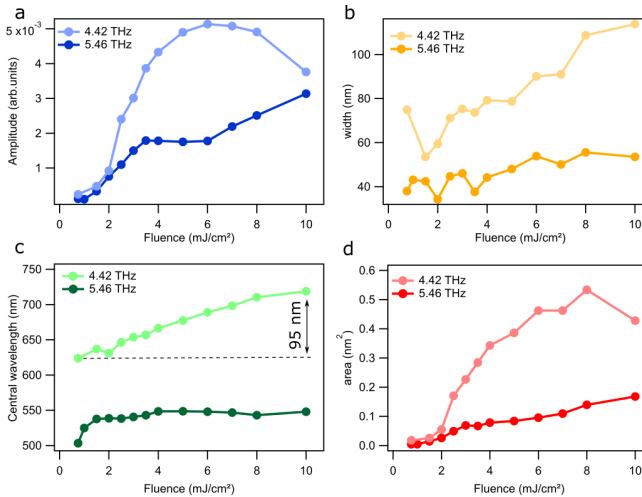 a
5 x10⁻³
4
3
2
1
Amplitude (arb.units)
4.42 THz
5.46 THz
0 2 4 6 8 10
Fluence (mJ/cm²)
b
100
80
60
40
width (nm)
4.42 THz
5.46 THz
0 2 4 6 8 10
Fluence (mJ/cm²)
c
750
700
650
600
550
500
Central wavelength (nm)
4.42 THz
5.46 THz
95 nm
0 2 4 6 8 10
Fluence (mJ/cm²)
d
0.6
0.5
0.4
0.3
0.2
0.1
0.0
area (nm²)
4.42 THz
5.46 THz
0 2 4 6 8 10
Fluence (mJ/cm²)